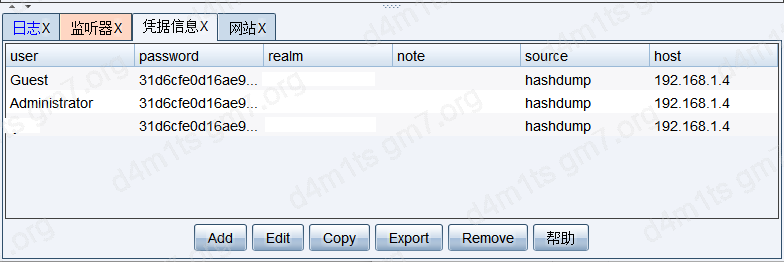 日志X 监听器X 凭据信息X 网站X
user password realm note source host
Guest 31d6cfe0d16ae9... hashdump 192.168.1.4
Administrator 31d6cfe0d16ae9... hashdump 192.168.1.4
31d6cfe0d16ae9... hashdump 192.168.1.4
Add Edit Copy Export Remove 帮助
d4m1ts gm7.org